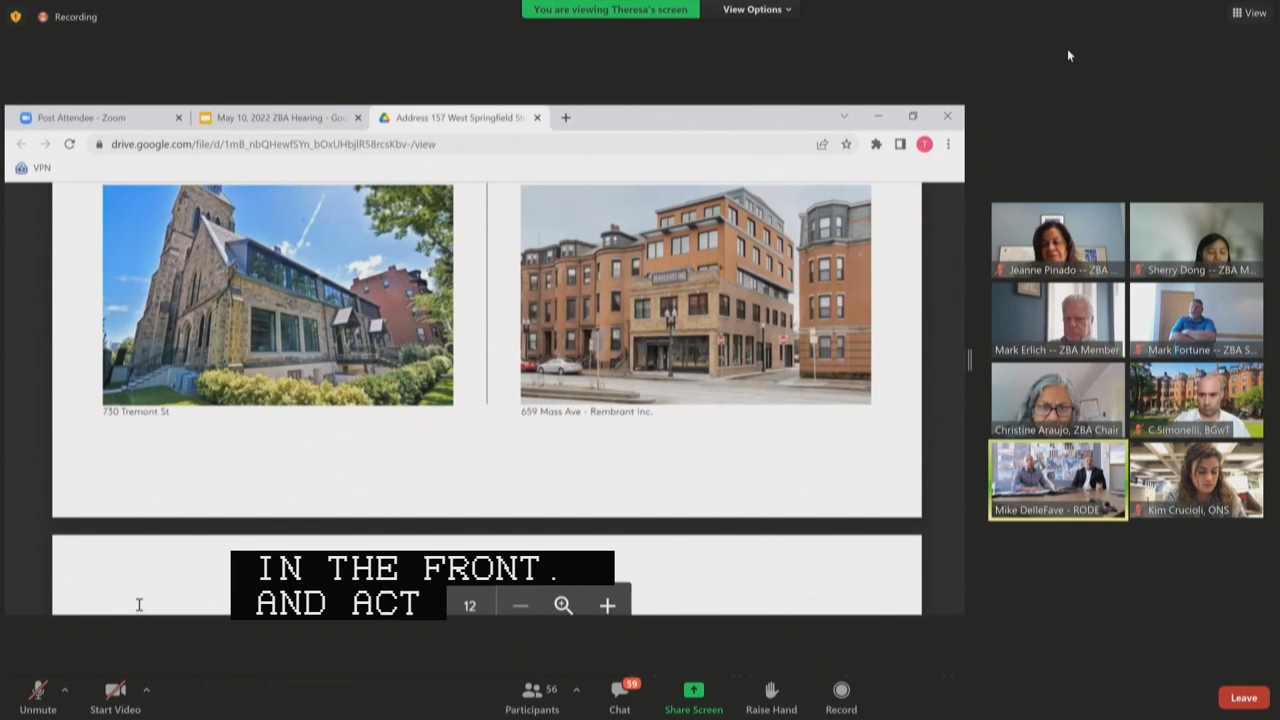 Recording
You are viewing Theresa's screen
View Options
View
Post Attendee - Zoom
May 10, 2022 ZBA Hearing - Goo
Address 157 West Springfield St
drive.google.com/file/d/1mB_nbQHewfSYn_bOxUHbjlR58rcsKbv-/view
T
VPN
730 Tremont St
659 Mass Ave - Rembrant Inc.
Jeanne Pinado -- ZBA ...
Sherry Dong -- ZBA M...
Mark Erlich -- ZBA Member
Mark Fortune -- ZBA S...
Christine Araujo, ZBA Chair
C.Simonelli, BGwT
Mike DelleFave - RODE
Kim Crucioli, ONS
IN THE FRONT.
AND ACT
12
Unmute
Start Video
56
Participants
59
Chat
Share Screen
Raise Hand
Record
Leave